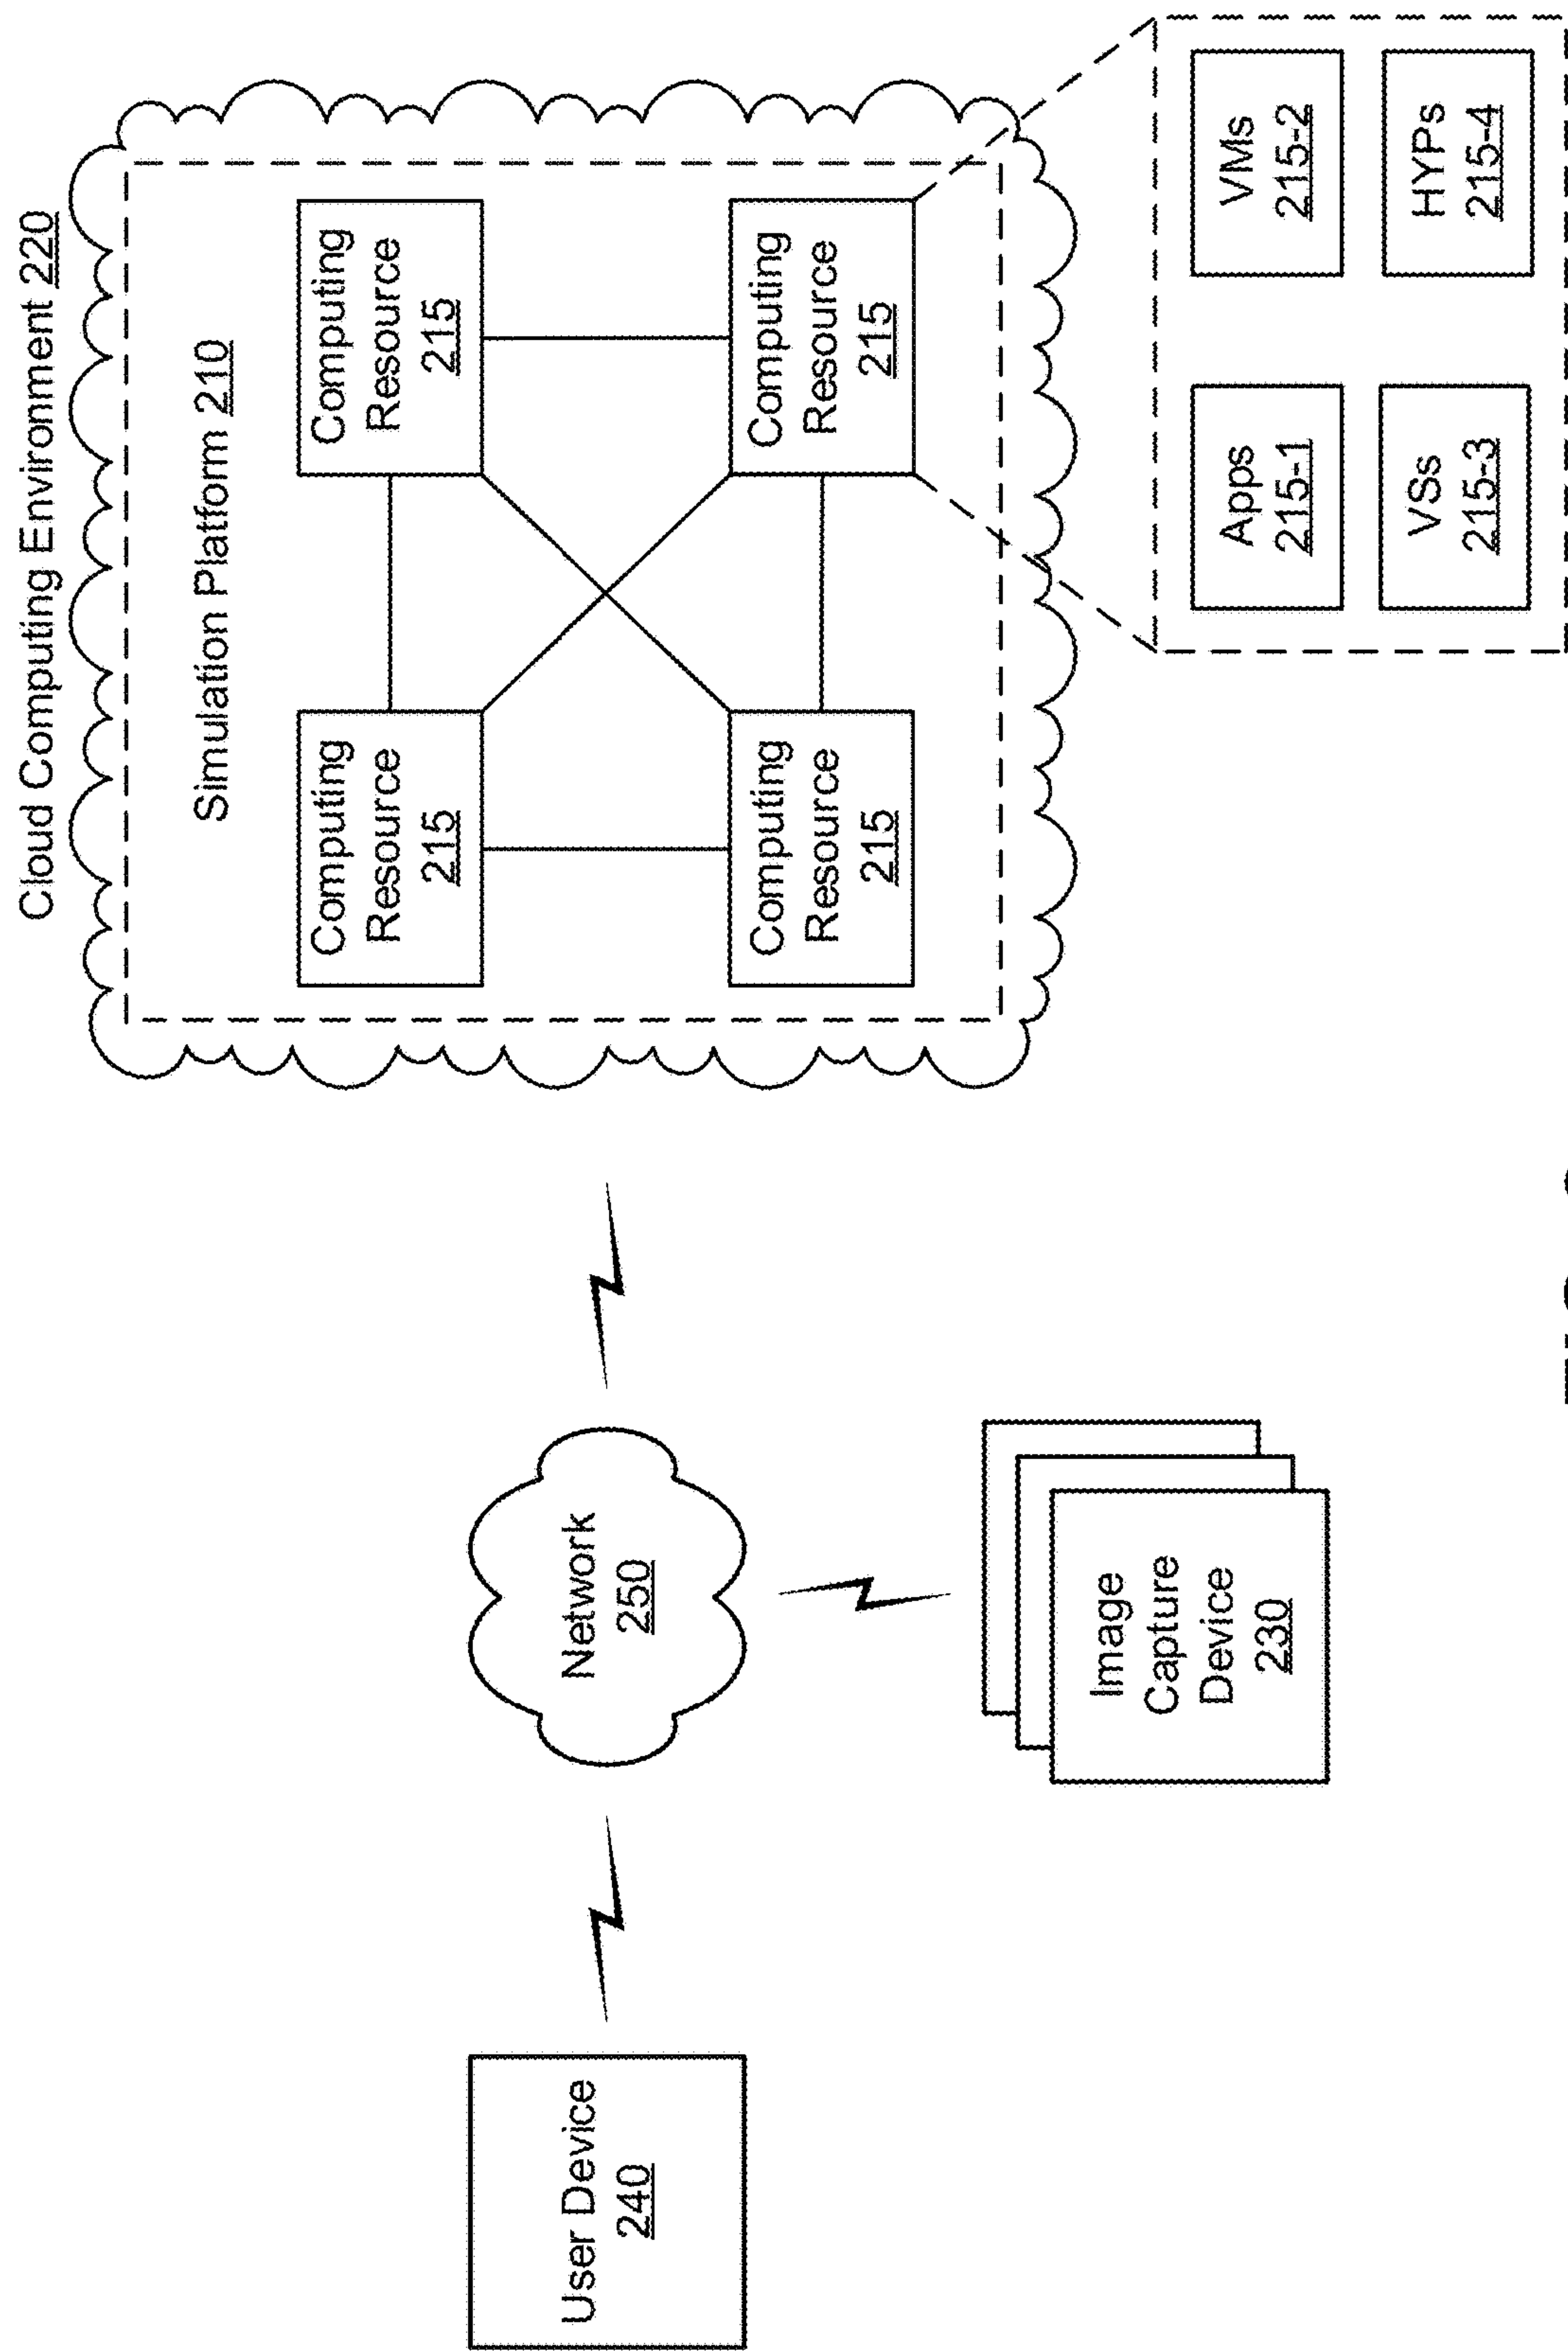 Cloud Computing Environment 220
Simulation Platform 210
Computing
Resource
215
Computing
Resource
215
Computing
Resource
215
Computing
Resource
215
User Device
240
Network
250
Image
Capture
Device
230
Apps
215-1
VMs
215-2
VSs
215-3
HYPs
215-4